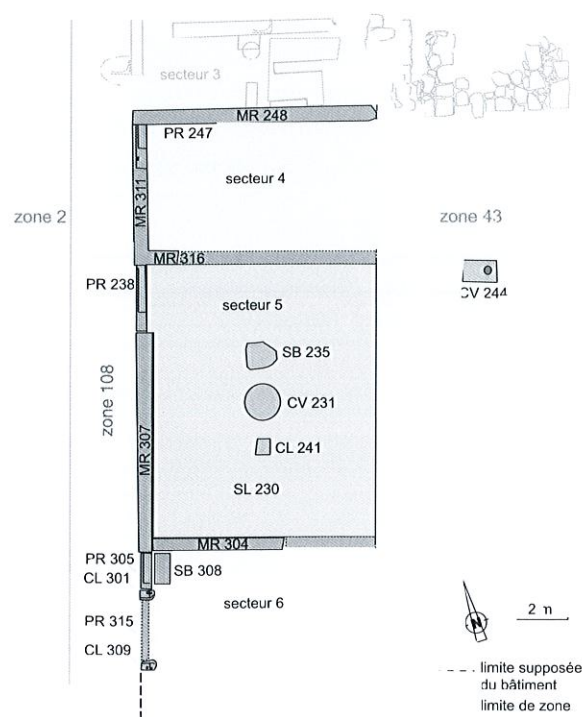 secteur 3
MR 248
PR 247
secteur 4
MR 311
zone 2
zone 43
MR 316
PR 238
CV 244
secteur 5
SB 235
zone 108
CV 231
MR 307
CL 241
SL 230
MR 304
PR 305
CL 301
SB 308
secteur 6
PR 315
CL 309
N
2 m
limite supposée
du bâtiment
limite de zone